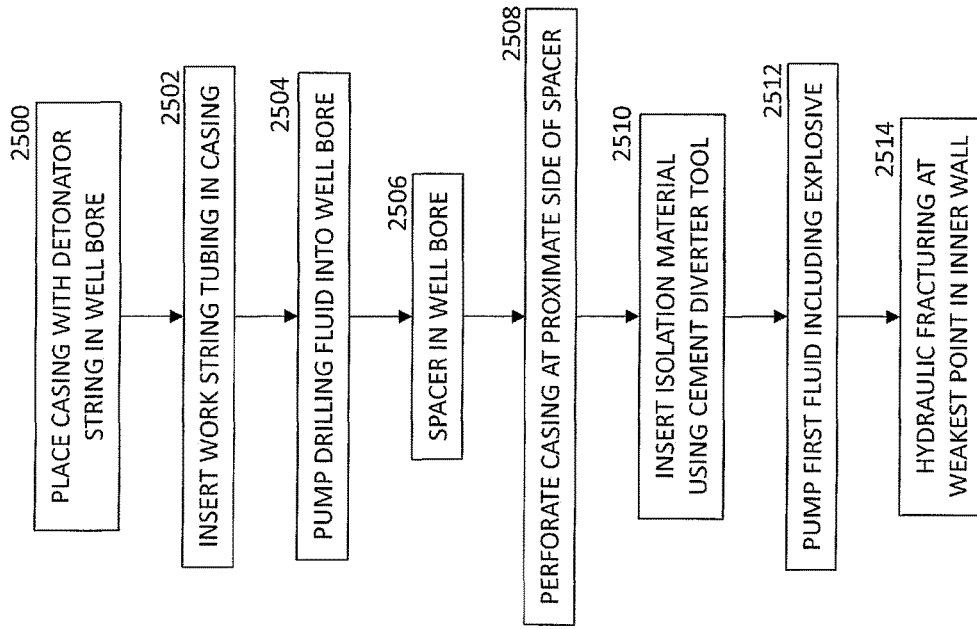 2500
PLACE CASING WITH DETONATOR
STRING IN WELL BORE
2502
INSERT WORK STRING TUBING IN CASING
2504
PUMP DRILLING FLUID INTO WELL BORE
2506
SPACER IN WELL BORE
2508
PERFORATE CASING AT PROXIMATE SIDE OF SPACER
2510
INSERT ISOLATION MATERIAL
USING CEMENT DIVERTER TOOL
2512
PUMP FIRST FLUID INCLUDING EXPLOSIVE
2514
HYDRAULIC FRACTURING AT
WEAKEST POINT IN INNER WALL